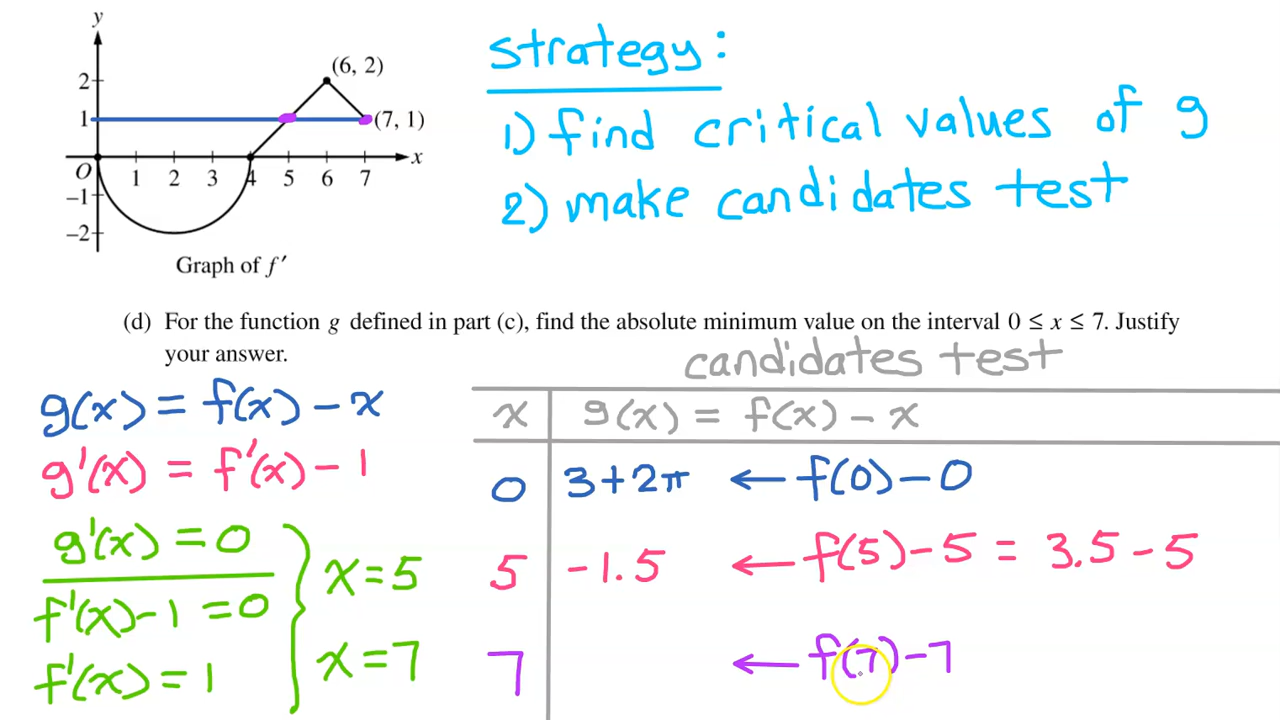 y
2
1
O
-1
-2
1 2 3 4 5 6 7
x
(6, 2)
(7, 1)
Graph of f′
strategy:
1) find critical values of g
2) make candidates test
(d) For the function g defined in part (c), find the absolute minimum value on the interval 0 ≤ x ≤ 7. Justify
your answer.
g(x) = f(x) - x
g'(x) = f'(x) - 1
g'(x) = 0
f'(x) - 1 = 0
f'(x) = 1
x = 5
x = 7
candidates test
x g(x) = f(x) - x
0 3+2π ← f(0) - 0
5 -1.5 ← f(5) - 5 = 3.5 - 5
7 ← f(7) - 7